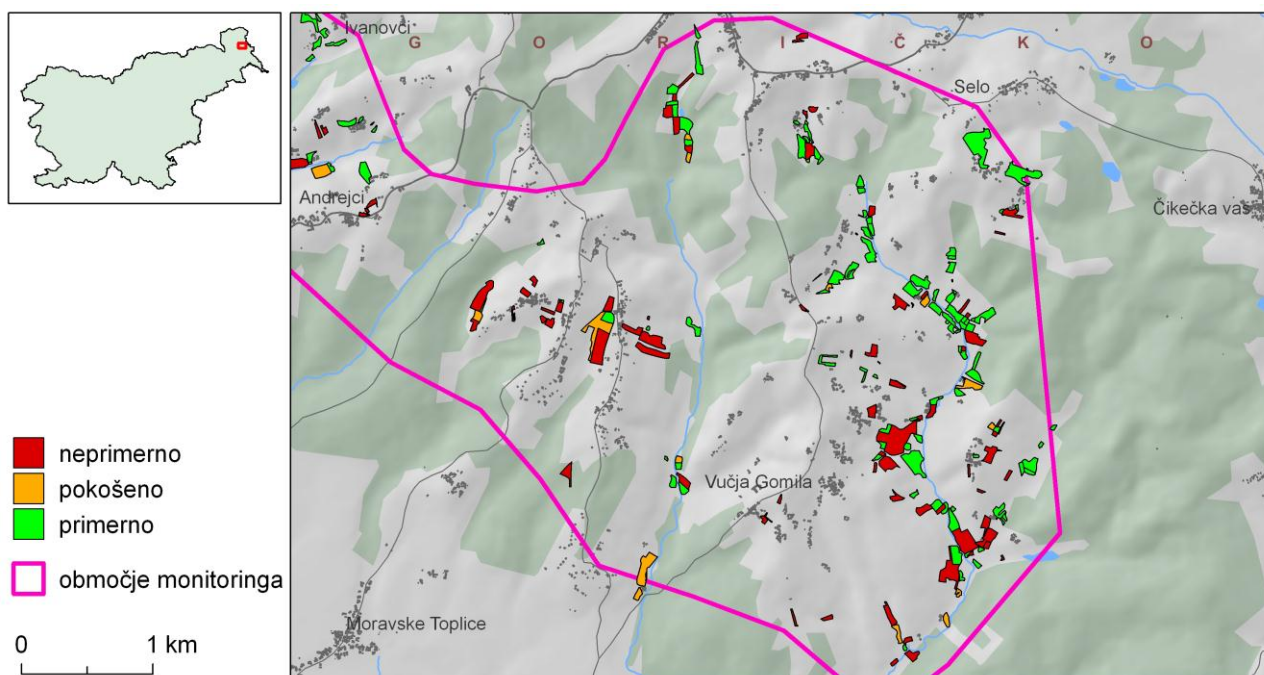 Ivanovci
G O R I Č K O
Selo
Andrejci
Čikečka vas
neprimerno
pokošeno
Vučja Gomila
primerno
območje monitoringa
Moravske Toplice
0 1 km